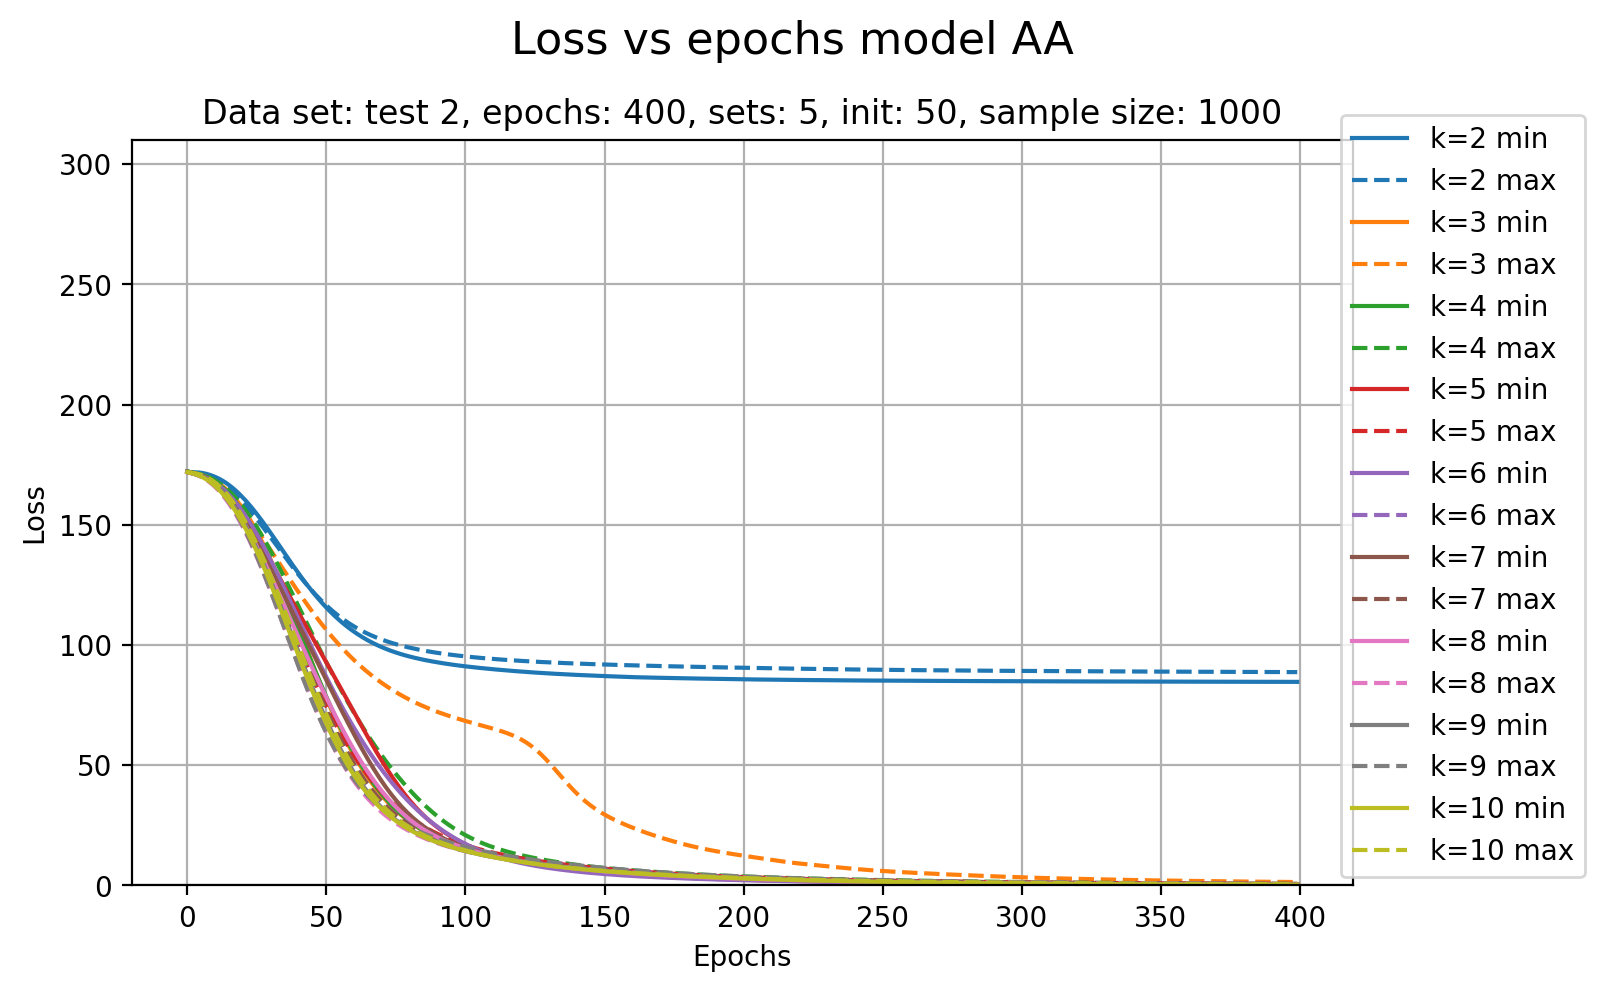 Loss vs epochs model AA
Data set: test 2, epochs: 400, sets: 5, init: 50, sample size: 1000
300
250
200
150
100
50
0
Loss
0 50 100 150 200 250 300 350 400
Epochs
k=2 min
k=2 max
k=3 min
k=3 max
k=4 min
k=4 max
k=5 min
k=5 max
k=6 min
k=6 max
k=7 min
k=7 max
k=8 min
k=8 max
k=9 min
k=9 max
k=10 min
k=10 max